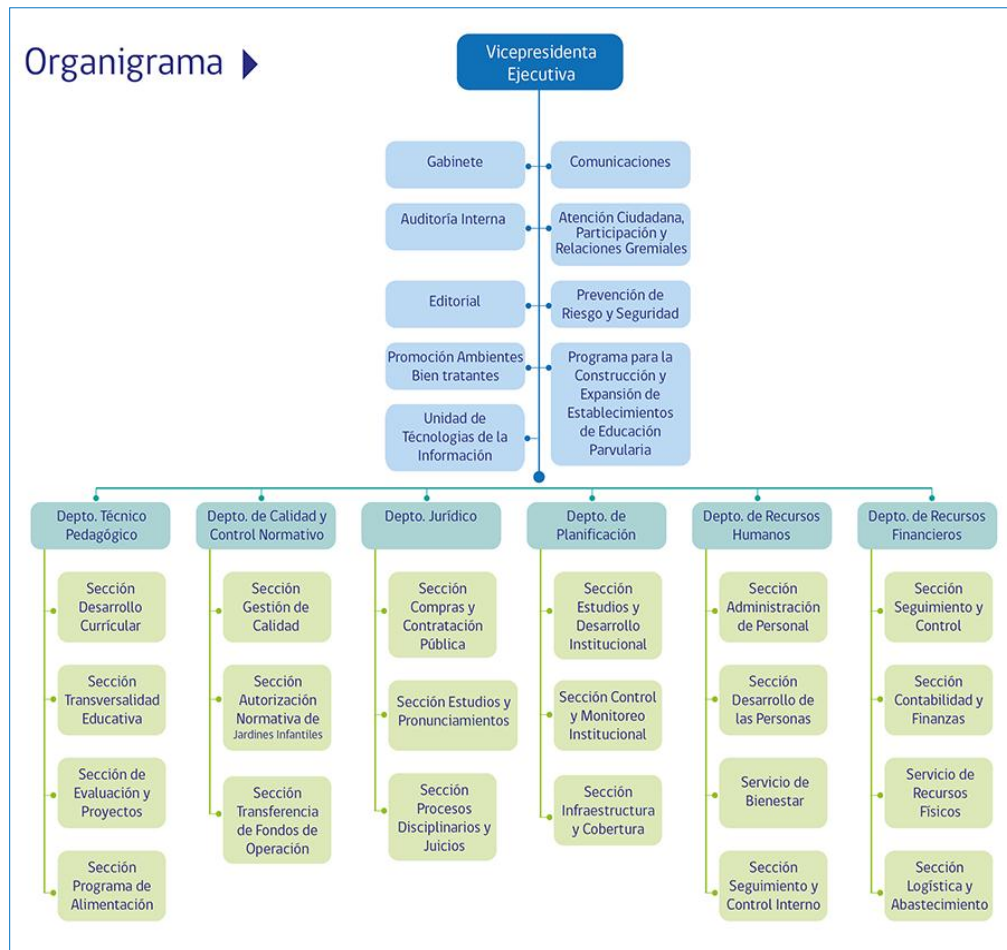 Organigrama
Vicepresidenta
Ejecutiva
Gabinete
Comunicaciones
Auditoría Interna
Atención Ciudadana,
Participación y
Relaciones Gremiales
Editorial
Prevención de
Riesgo y Seguridad
Promoción Ambientes
Bien tratantes
Programa para la
Construcción y
Expansión de
Establecimientos
de Educación
Parvularia
Unidad de
Técnologias de la
Información
Depto. Técnico
Pedagógico
Sección
Desarrollo
Currícular
Sección
Transversalidad
Educativa
Sección de
Evaluación y
Proyectos
Sección
Programa de
Alimentación
Depto. de Calidad y
Control Normativo
Sección
Gestión de
Calidad
Sección
Autorización
Normativa de
Jardines Infantiles
Sección
Transferencia
de Fondos de
Operación
Depto. Jurídico
Sección
Compras y
Contratación
Pública
Sección Estudios y
Pronunciamientos
Sección
Procesos
Disciplinarios y
Juicios
Depto. de
Planificación
Sección
Estudios y
Desarrollo
Institucional
Sección Control
y Monitoreo
Institucional
Sección
Infraestructura
y Cobertura
Depto. de Recursos
Humanos
Sección
Administración
de Personal
Sección
Desarrollo de
las Personas
Servicio de
Bienestar
Sección
Seguimiento y
Control Interno
Depto. de Recursos
Financieros
Sección
Seguimiento y
Control
Sección
Contabilidad y
Finanzas
Servicio de
Recursos
Físicos
Sección
Logística y
Abastecimiento